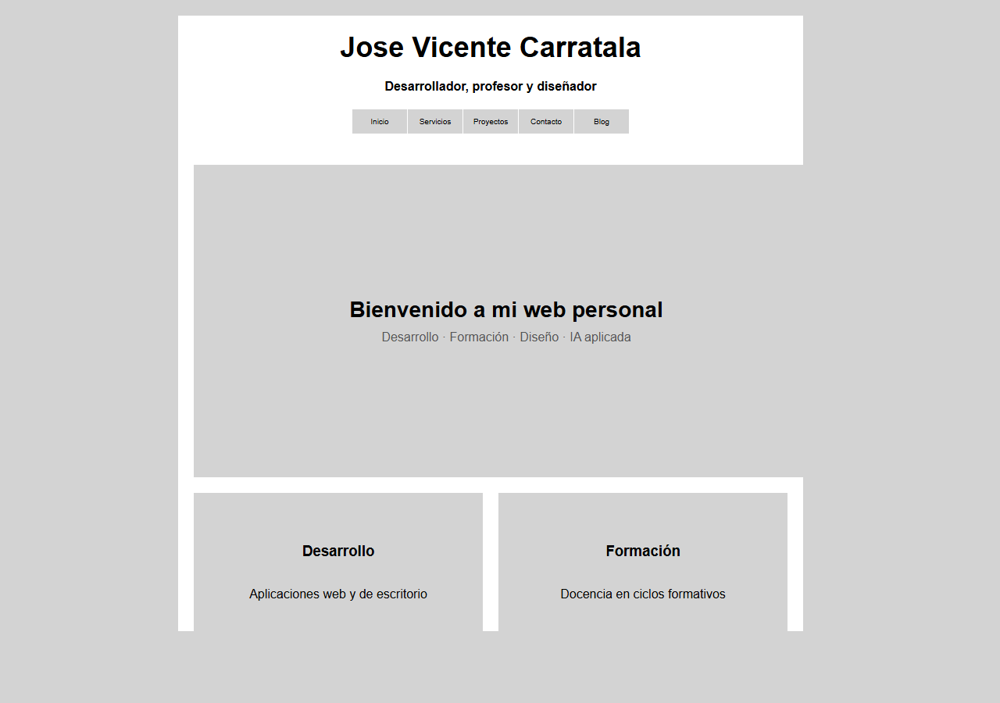 Jose Vicente Carratala
Desarrollador, profesor y diseñador
Inicio Servicios Proyectos Contacto Blog
Bienvenido a mi web personal
Desarrollo · Formación · Diseño · IA aplicada
Desarrollo
Aplicaciones web y de escritorio
Formación
Docencia en ciclos formativos